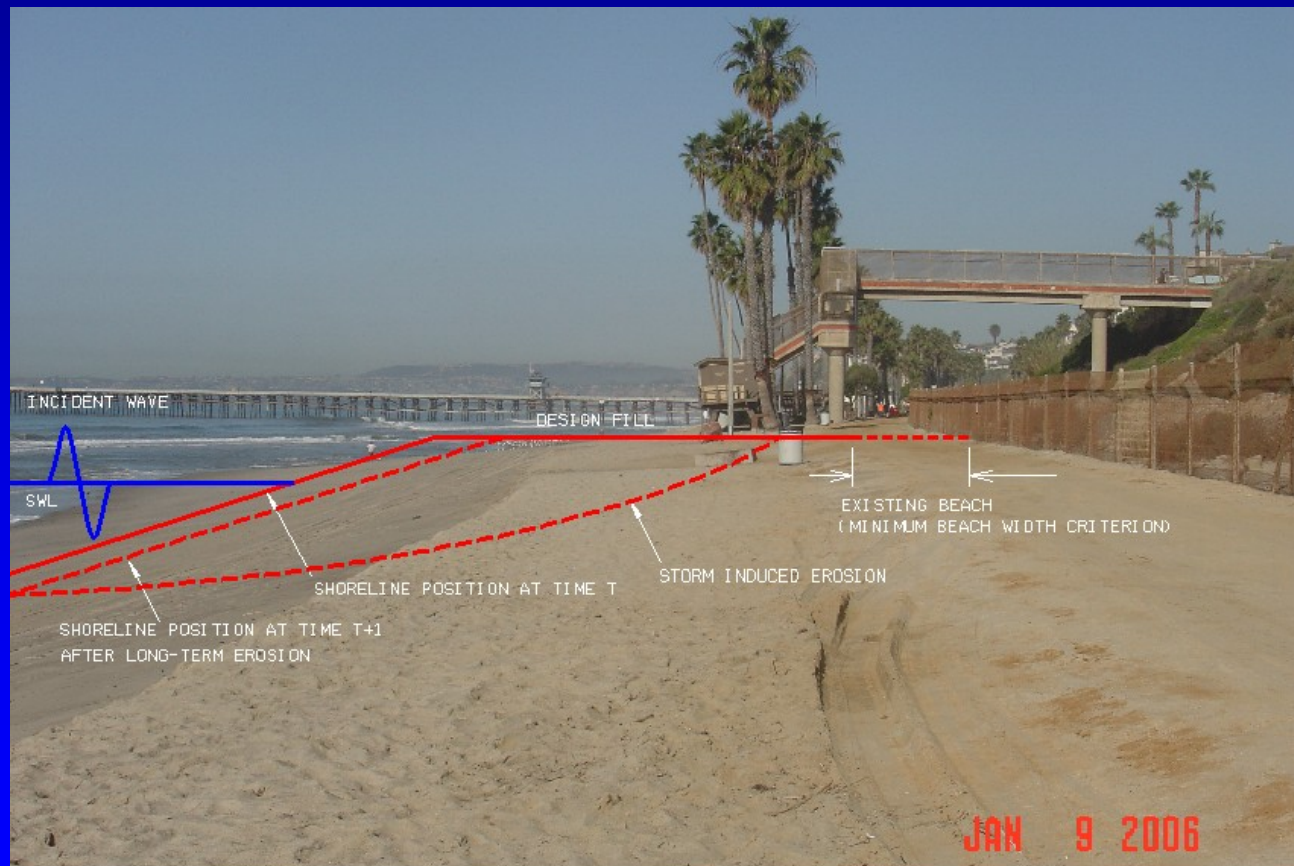 INCIDENT WAVE
DESIGN FILL
SWL
EXISTING BEACH
(MINIMUM BEACH WIDTH CRITERION)
STORM INDUCED EROSION
SHORELINE POSITION AT TIME T
SHORELINE POSITION AT TIME T+1
AFTER LONG-TERM EROSION
JAN 9 2006